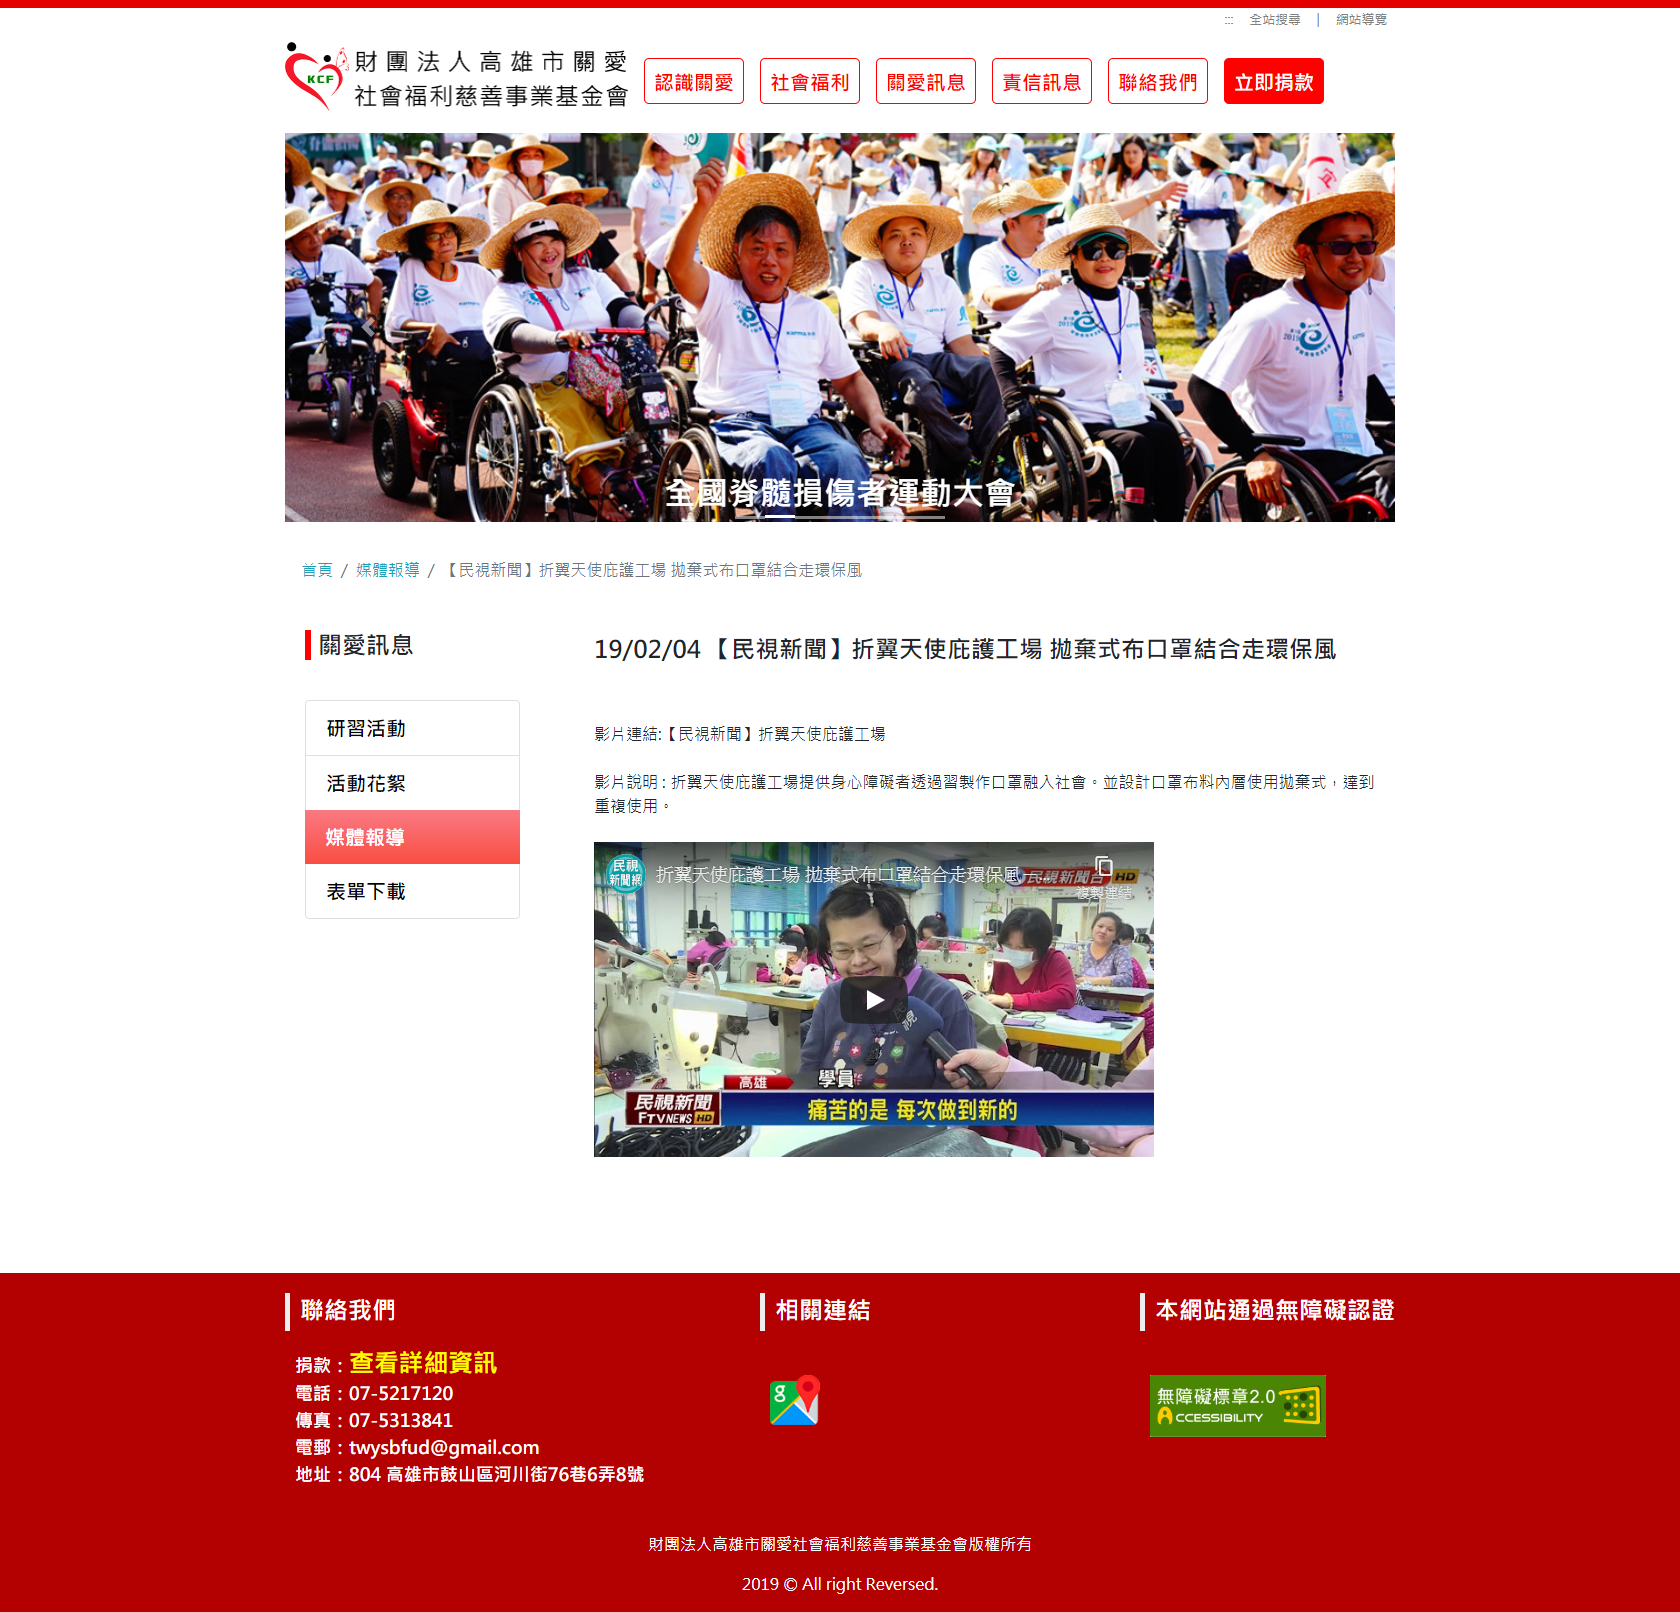 :::
全站搜尋 | 網站導覽
KCF
財團法人高雄市關愛
社會福利慈善事業基金會
認識關愛
社會福利
關愛訊息
責信訊息
聯絡我們
立即捐款
全國脊髓損傷者運動大會
首頁 / 媒體報導 / 【民視新聞】折翼天使庇護工場 拋棄式布口罩結合走環保風
關愛訊息
研習活動
活動花絮
媒體報導
表單下載
19/02/04 【民視新聞】折翼天使庇護工場 拋棄式布口罩結合走環保風
影片連結:【民視新聞】折翼天使庇護工場
影片說明 : 折翼天使庇護工場提供身心障礙者透過習製作口罩融入社會。並設計口罩布料內層使用拋棄式，達到
重複使用。
民視
新聞網
折翼天使庇護工場 拋棄式布口罩結合走環保風 –...
民視新聞台 HD
複製連結
高雄
學員
民視新聞
FTVNEWS HD
痛苦的是 每次做到新的
聯絡我們
捐款：查看詳細資訊
電話：07-5217120
傳真：07-5313841
電郵：twysbfud@gmail.com
地址：804 高雄市鼓山區河川街76巷6弄8號
相關連結
g
本網站通過無障礙認證
無障礙標章2.0
ACCESSIBILITY
財團法人高雄市關愛社會福利慈善事業基金會版權所有
2019 © All right Reversed.